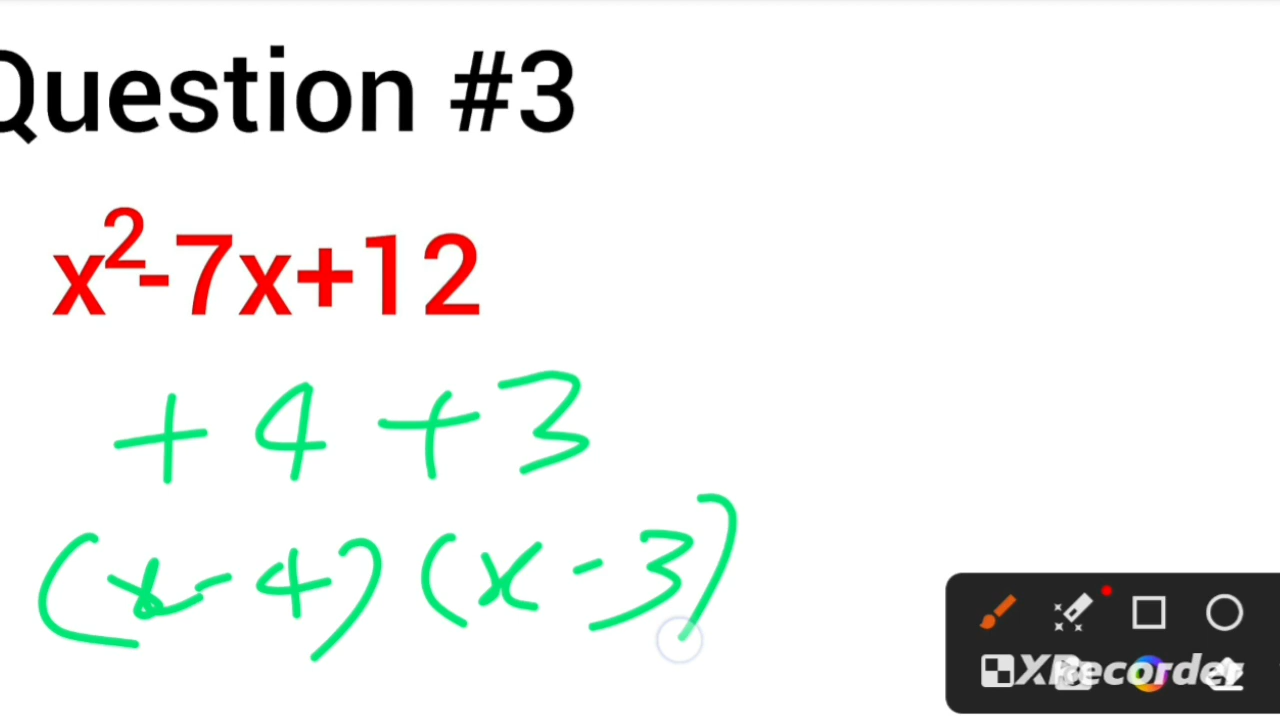 Question #3
x²-7x+12
+4+3
(x-4)(x-3)
XRecorder